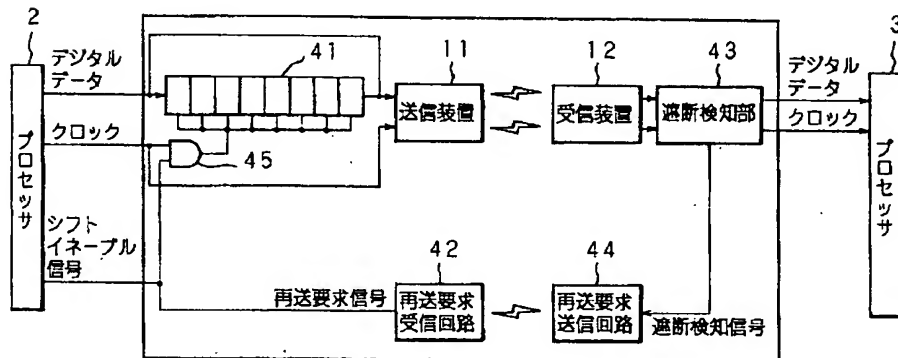 2
デジタル
データ
クロック
シフト
イネーブル
信号
プロセッサ
41
45
11
送信装置
12
受信装置
43
遮断検知部
デジタル
データ
クロック
3
プロセッサ
42
再送要求
受信回路
再送要求信号
44
再送要求
送信回路
遮断検知信号